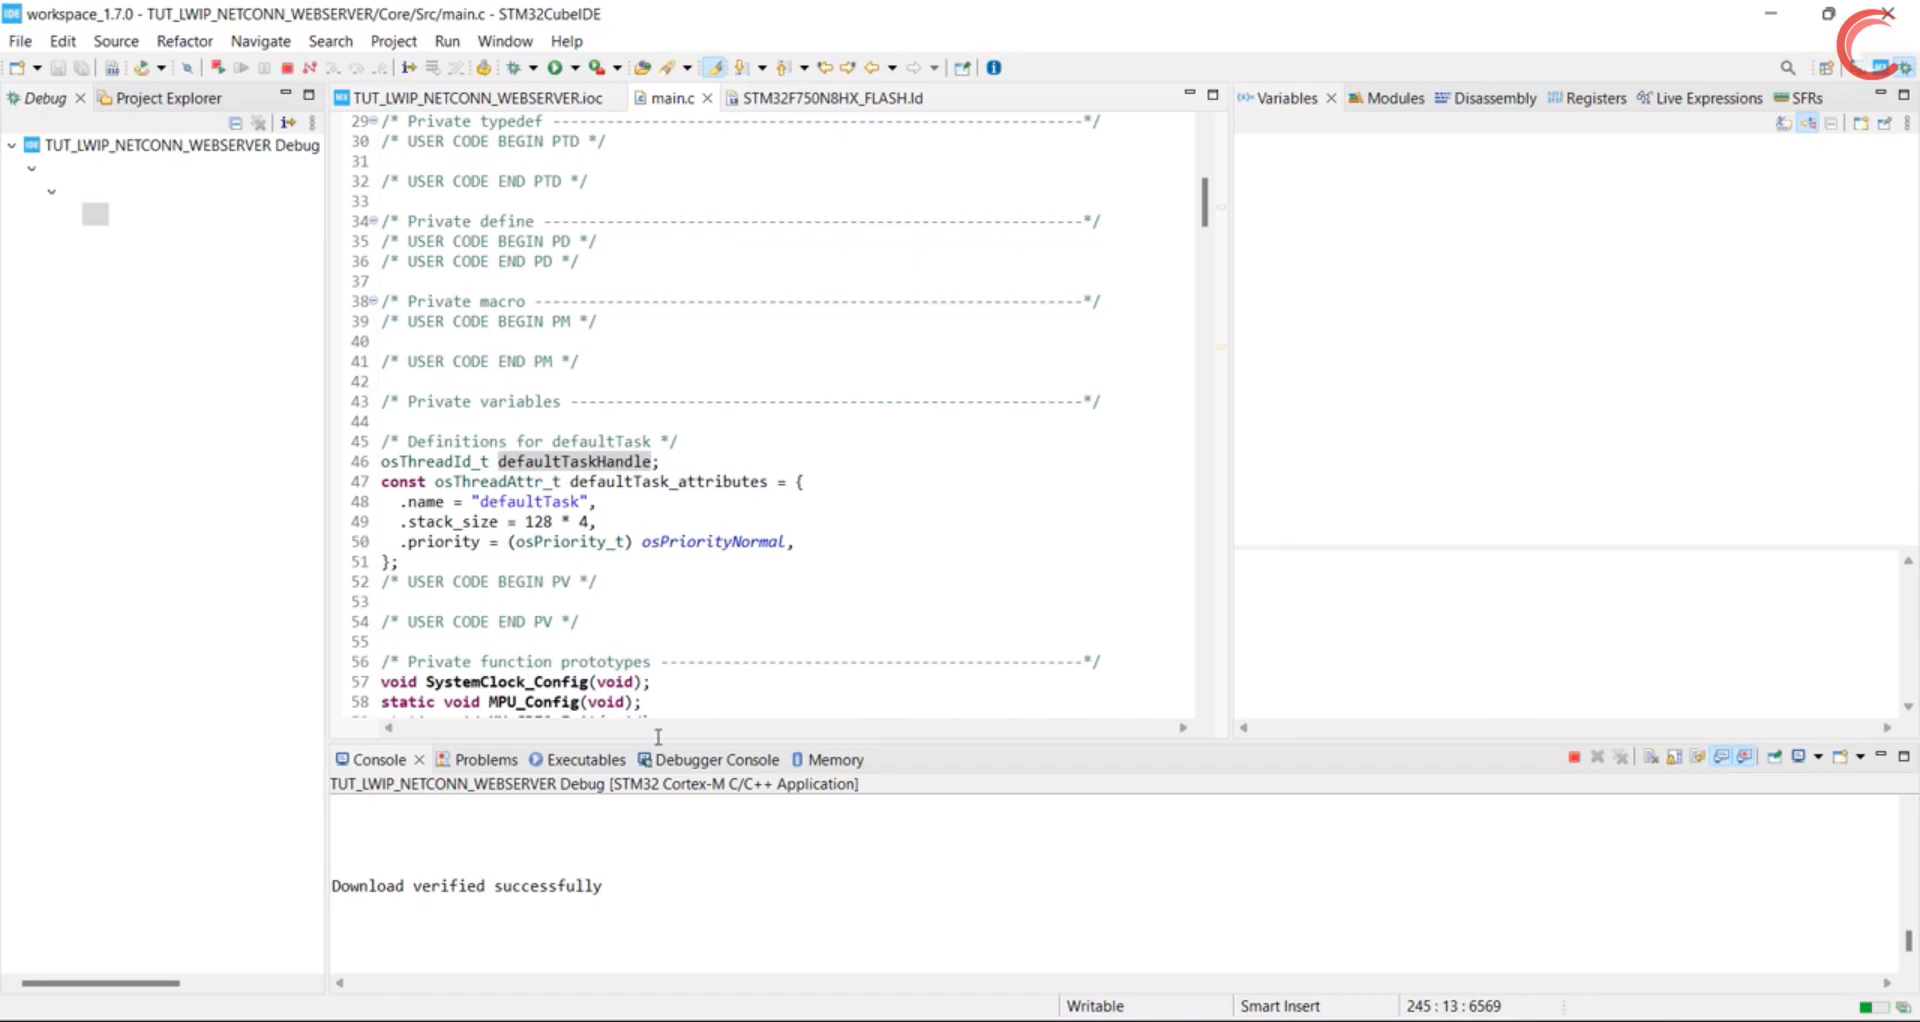 workspace_1.7.0 - TUT_LWIP_NETCONN_WEBSERVER/Core/Src/main.c - STM32CubeIDE
File Edit Source Refactor Navigate Search Project Run Window Help
Debug Project Explorer
TUT_LWIP_NETCONN_WEBSERVER.ioc main.c STM32F750N8HX_FLASH.ld
Variables Modules Disassembly Registers Live Expressions SFRs
TUT_LWIP_NETCONN_WEBSERVER Debug
29 /* Private typedef -----------------------------------------------------------*/
30 /* USER CODE BEGIN PTD */
31
32 /* USER CODE END PTD */
33
34 /* Private define ------------------------------------------------------------*/
35 /* USER CODE BEGIN PD */
36 /* USER CODE END PD */
37
38 /* Private macro -------------------------------------------------------------*/
39 /* USER CODE BEGIN PM */
40
41 /* USER CODE END PM */
42
43 /* Private variables ---------------------------------------------------------*/
44
45 /* Definitions for defaultTask */
46 osThreadId_t defaultTaskHandle;
47 const osThreadAttr_t defaultTask_attributes = {
48 .name = "defaultTask",
49 .stack_size = 128 * 4,
50 .priority = (osPriority_t) osPriorityNormal,
51 };
52 /* USER CODE BEGIN PV */
53
54 /* USER CODE END PV */
55
56 /* Private function prototypes -----------------------------------------------*/
57 void SystemClock_Config(void);
58 static void MPU_Config(void);
Console Problems Executables Debugger Console Memory
TUT_LWIP_NETCONN_WEBSERVER Debug [STM32 Cortex-M C/C++ Application]
Download verified successfully
Writable Smart Insert 245 : 13 : 6569